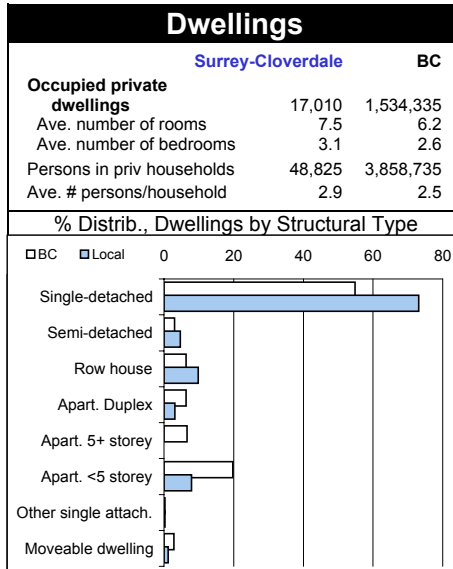 Dwellings
Surrey-Cloverdale BC
Occupied private
dwellings 17,010 1,534,335
Ave. number of rooms 7.5 6.2
Ave. number of bedrooms 3.1 2.6
Persons in priv households 48,825 3,858,735
Ave. # persons/household 2.9 2.5
% Distrib., Dwellings by Structural Type
BC Local 0 20 40 60 80
Single-detached
Semi-detached
Row house
Apart. Duplex
Apart. 5+ storey
Apart. <5 storey
Other single attach.
Moveable dwelling